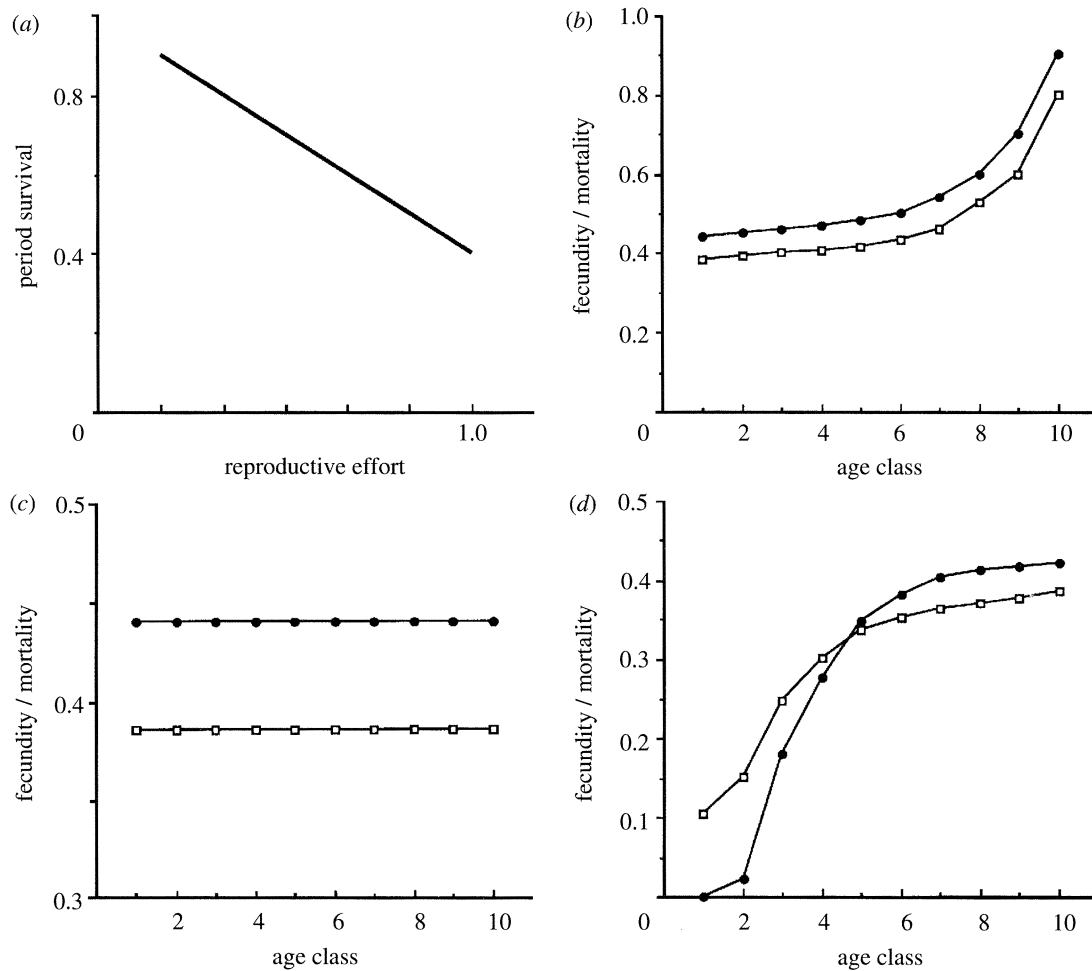 (a)
period survival
0.8
0.4
0
1.0
reproductive effort
(b)
fecundity / mortality
1.0
0.8
0.6
0.4
0.2
0
2
4
6
8
10
age class
(c)
fecundity / mortality
0.5
0.4
0.3
2
4
6
8
10
age class
(d)
fecundity / mortality
0.5
0.4
0.3
0.2
0.1
0
2
4
6
8
10
age class